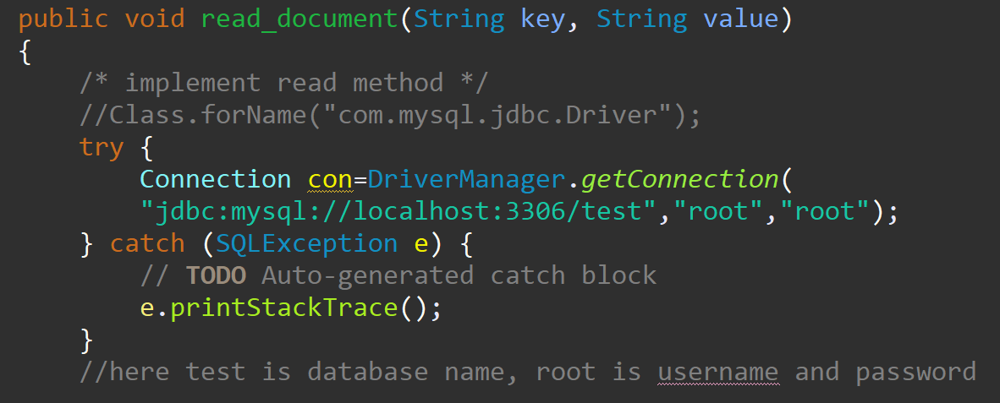 public void read_document(String key, String value)
{
/* implement read method */
//Class.forName("com.mysql.jdbc.Driver");
try {
Connection con=DriverManager.getConnection(
"jdbc:mysql://localhost:3306/test","root","root");
} catch (SQLException e) {
// TODO Auto-generated catch block
e.printStackTrace();
}
//here test is database name, root is username and password